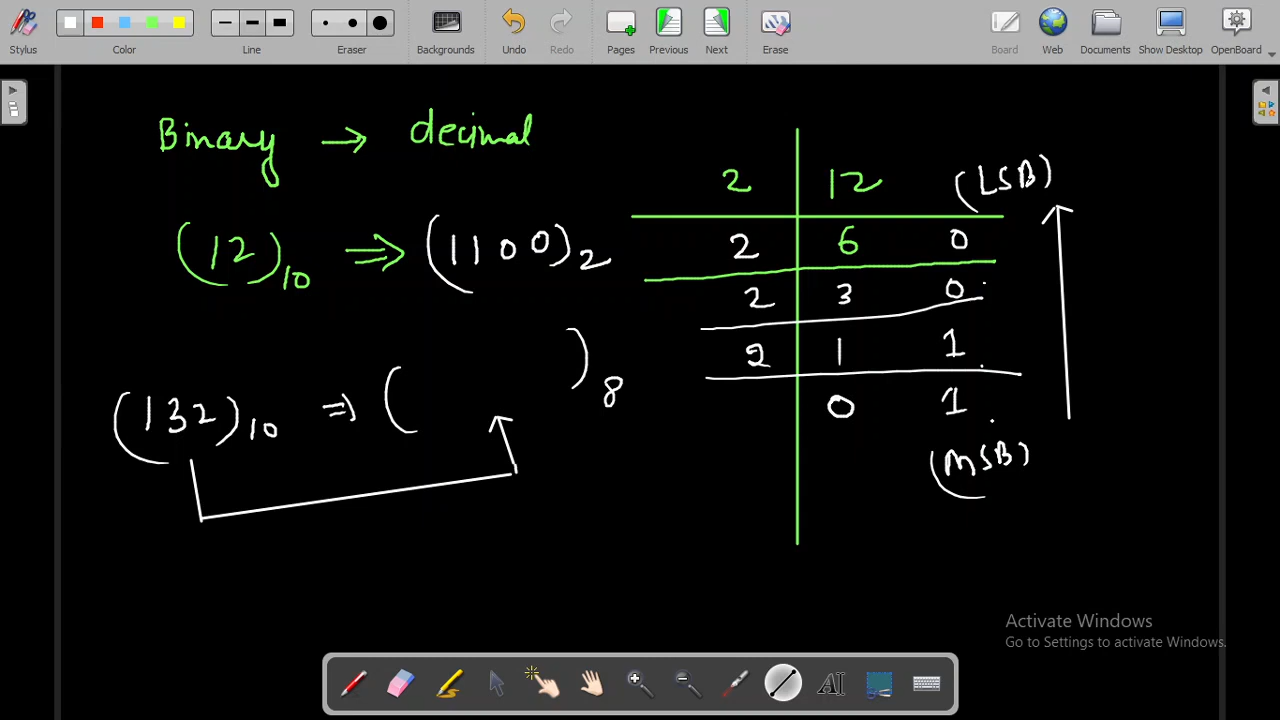 Stylus Color Line Eraser Backgrounds Undo Redo Pages Previous Next Erase Board Web Documents Show Desktop OpenBoard
Binary → decimal
(12)10 ⇒ (1100)2
(132)10 ⇒ ( )8
2 12 (LSB)
2 6 0
2 3 0
2 1 1
0 1
(MSB)
Activate Windows
Go to Settings to activate Windows.
AI